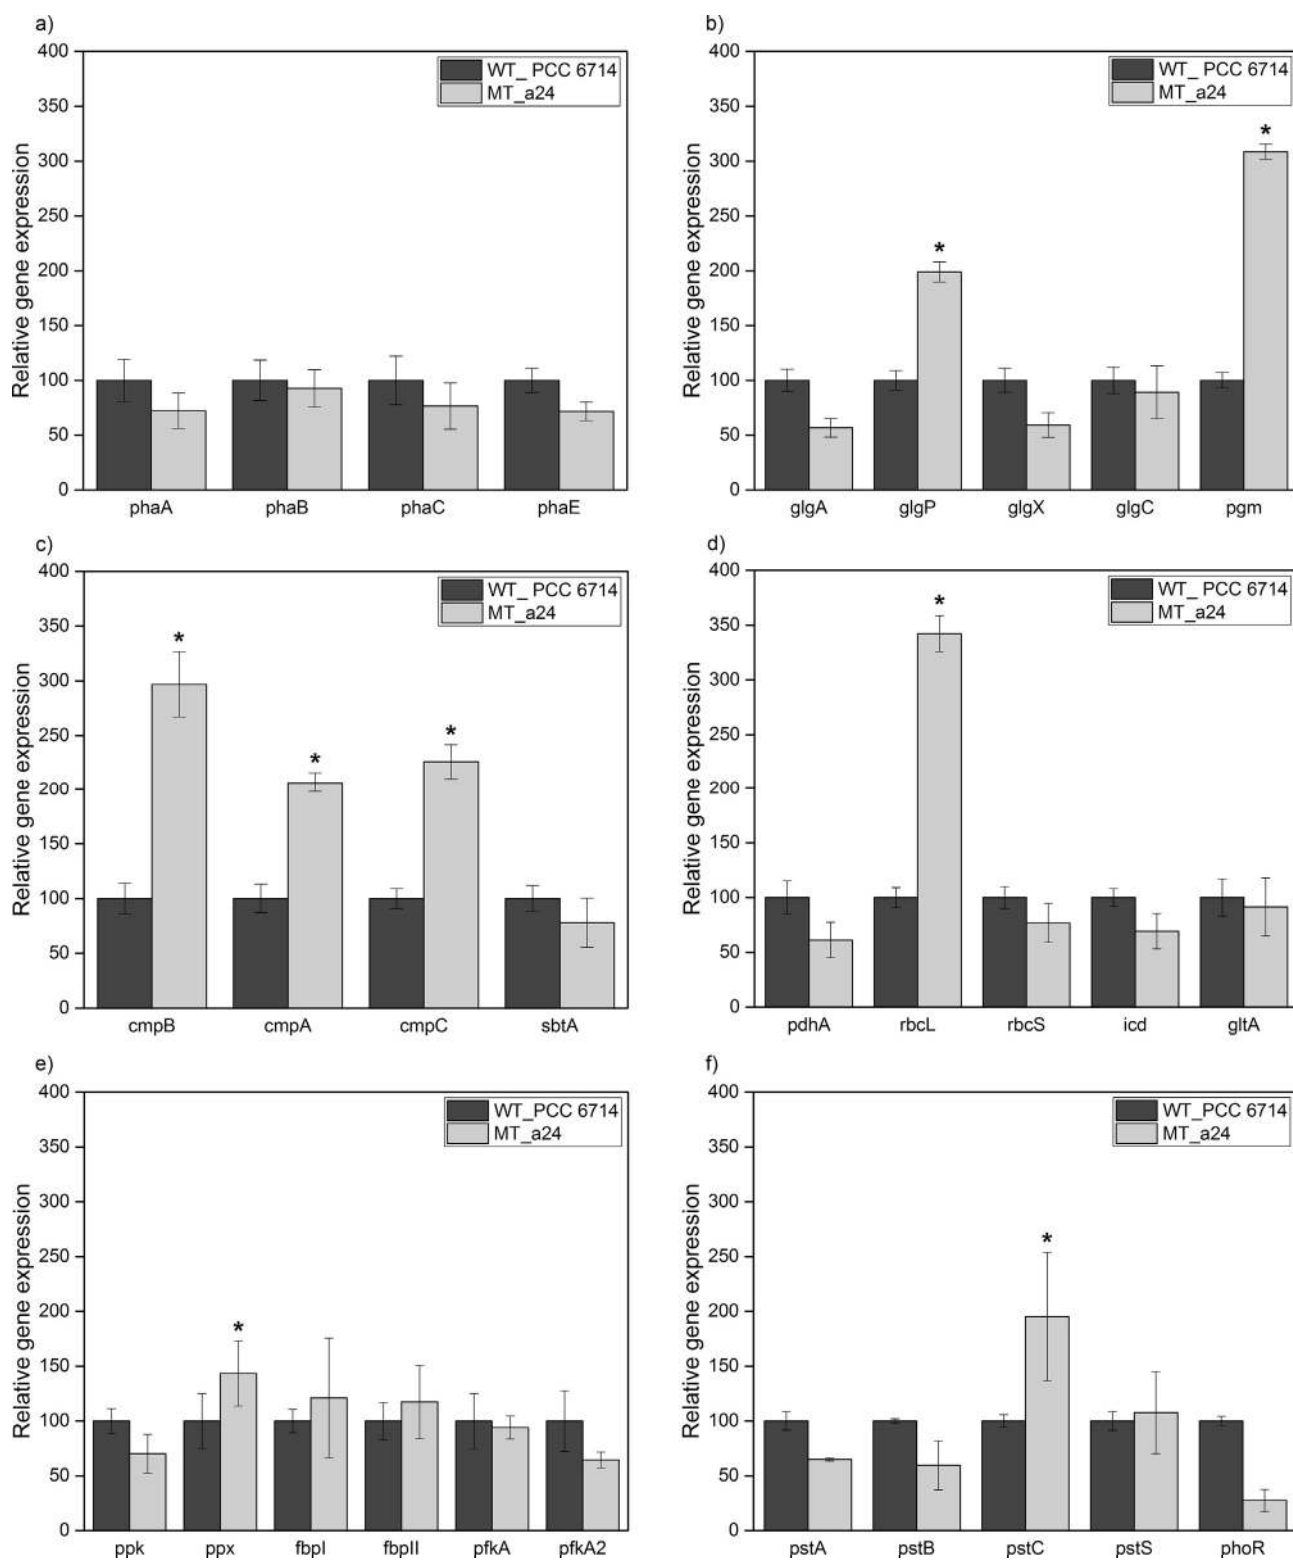 a)
Relative gene expression
400
350
300
250
200
150
100
50
0
WT_ PCC 6714
MT_a24
phaA phaB phaC phaE
b)
Relative gene expression
400
350
300
250
200
150
100
50
0
WT_ PCC 6714
MT_a24
*
*
glgA glgP glgX glgC pgm
c)
Relative gene expression
400
350
300
250
200
150
100
50
0
WT_ PCC 6714
MT_a24
*
*
*
cmpB cmpA cmpC sbtA
d)
Relative gene expression
400
350
300
250
200
150
100
50
0
WT_ PCC 6714
MT_a24
*
pdhA rbcL rbcS icd gltA
e)
Relative gene expression
400
350
300
250
200
150
100
50
0
WT_PCC 6714
MT_a24
*
ppk ppx fbpI fbpII pfkA pfkA2
f)
Relative gene expression
400
350
300
250
200
150
100
50
0
WT_PCC 6714
MT_a24
*
pstA pstB pstC pstS phoR